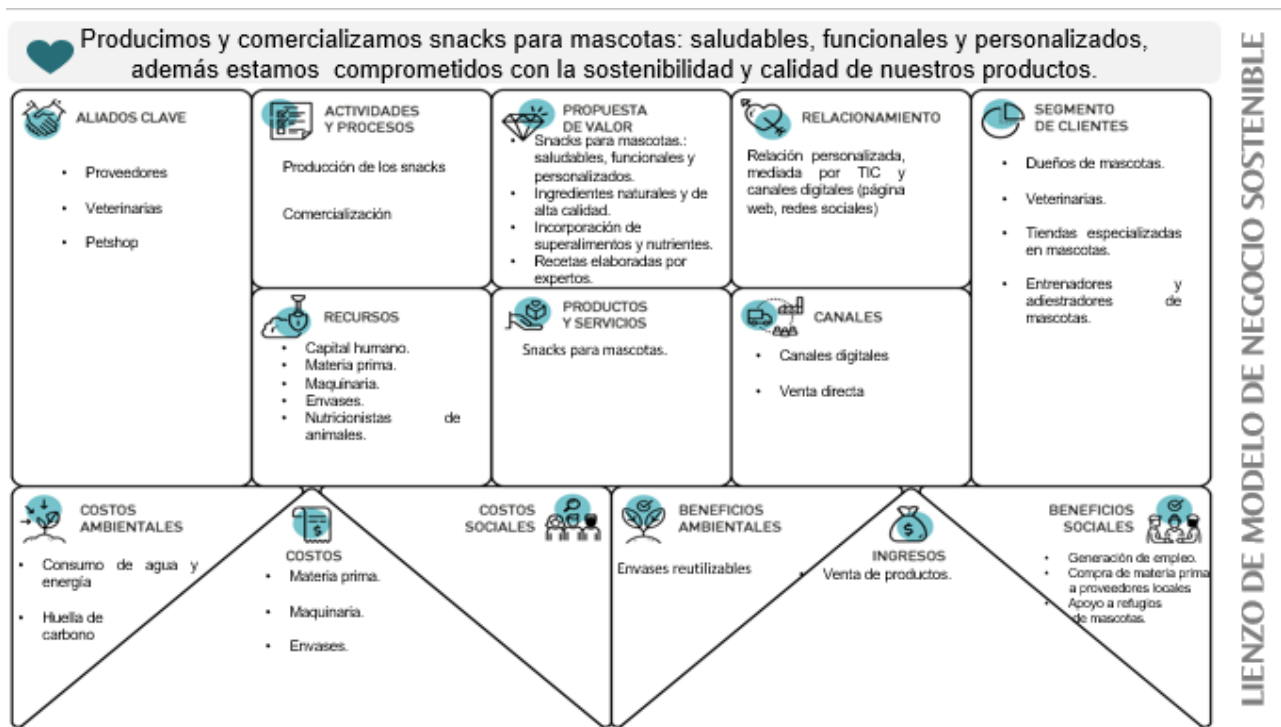 Producimos y comercializamos snacks para mascotas: saludables, funcionales y personalizados,
además estamos comprometidos con la sostenibilidad y calidad de nuestros productos.
ALIADOS CLAVE
• Proveedores
• Veterinarias
• Petshop
ACTIVIDADES
Y PROCESOS
Producción de los snacks
Comercialización
RECURSOS
• Capital humano.
• Materia prima.
• Maquinaria.
• Envases.
• Nutricionistas de
animales.
PROPUESTA
DE VALOR
• Snacks para mascotas.:
saludables, funcionales y
personalizados.
• Ingredientes naturales y de
alta calidad.
• Incorporación de
superalimentos y nutrientes.
• Recetas elaboradas por
expertos.
PRODUCTOS
Y SERVICIOS
Snacks para mascotas.
RELACIONAMIENTO
Relación personalizada,
mediada por TIC y
canales digitales (página
web, redes sociales)
CANALES
• Canales digitales
• Venta directa
SEGMENTO
DE CLIENTES
• Dueños de mascotas.
• Veterinarias.
• Tiendas especializadas
en mascotas.
• Entrenadores y
adiestradores de
mascotas.
COSTOS
AMBIENTALES
• Consumo de agua y
energía
• Huella de
carbono
COSTOS
• Materia prima.
• Maquinaria.
• Envases.
COSTOS
SOCIALES
BENEFICIOS
AMBIENTALES
Envases reutilizables
INGRESOS
• Venta de productos.
BENEFICIOS
SOCIALES
• Generación de empleo.
• Compra de materia prima
a proveedores locales
• Apoyo a refugios
de mascotas.
LIENZO DE MODELO DE NEGOCIO SOSTENIBLE